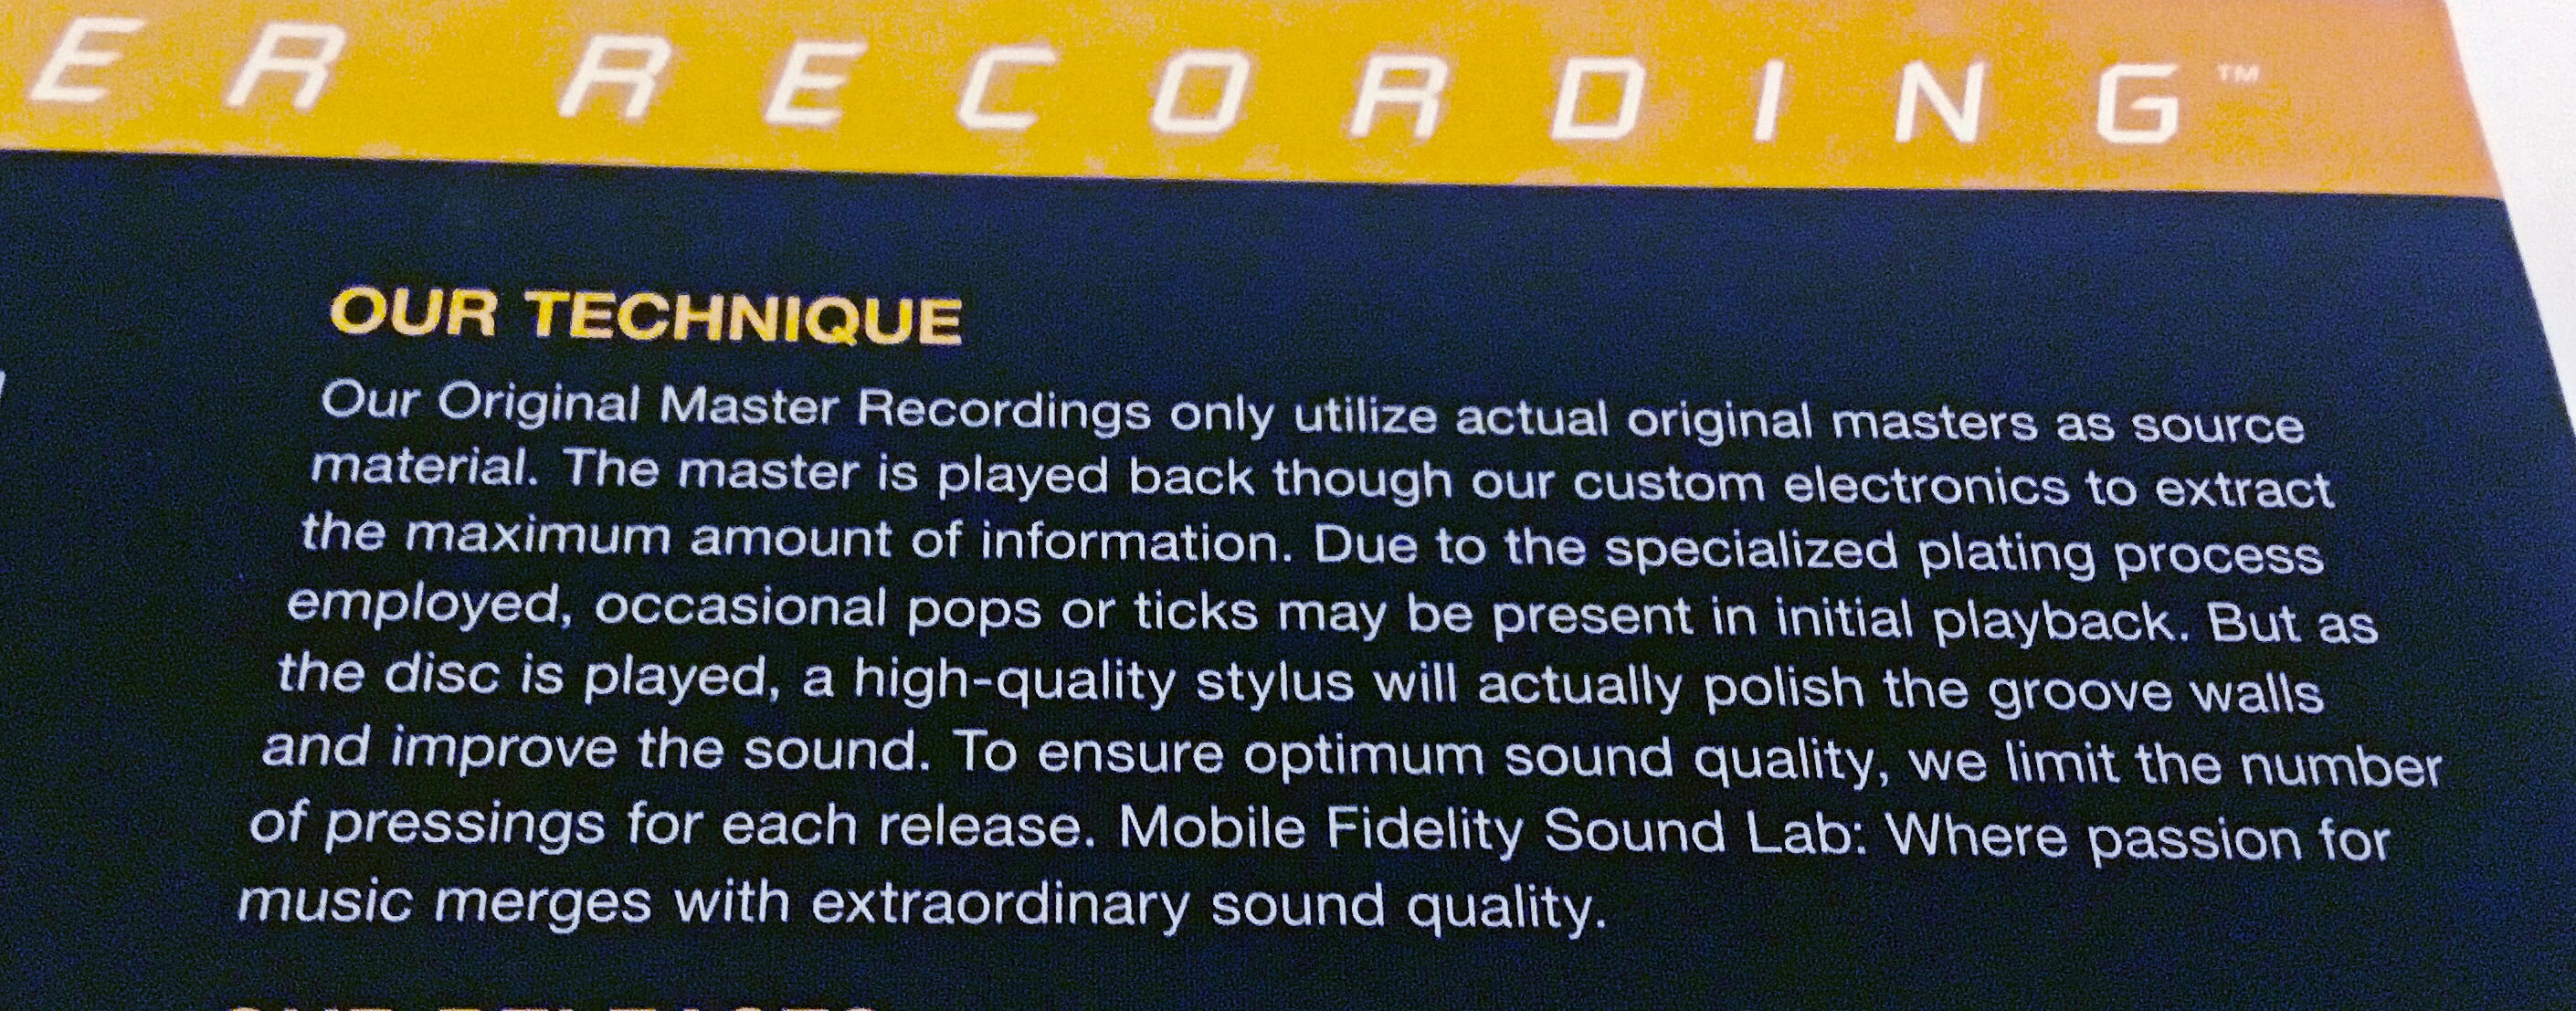 ER RECORDING™
OUR TECHNIQUE
Our Original Master Recordings only utilize actual original masters as source
material. The master is played back though our custom electronics to extract
the maximum amount of information. Due to the specialized plating process
employed, occasional pops or ticks may be present in initial playback. But as
the disc is played, a high-quality stylus will actually polish the groove walls
and improve the sound. To ensure optimum sound quality, we limit the number
of pressings for each release. Mobile Fidelity Sound Lab: Where passion for
music merges with extraordinary sound quality.